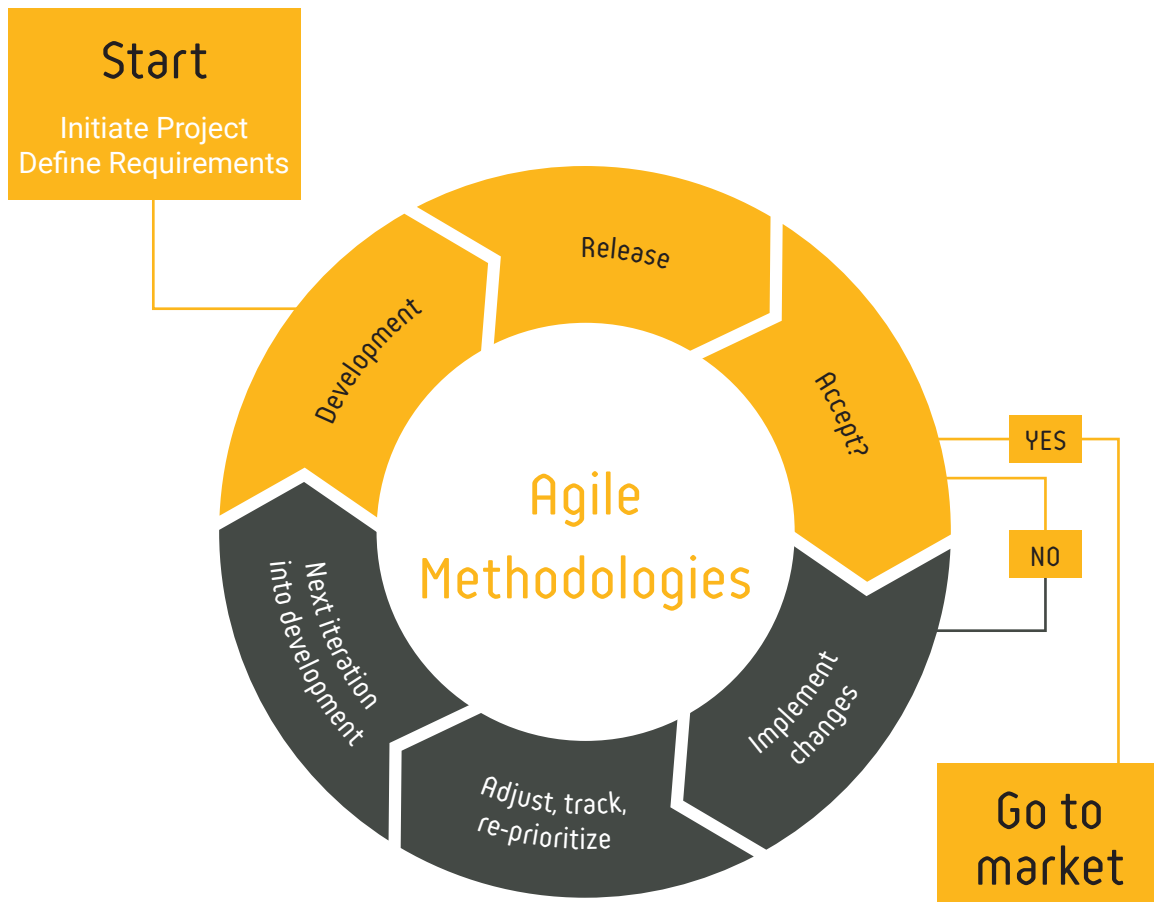 Start
Initiate Project
Define Requirements
Release
Development
Accept?
YES
NO
Agile
Methodologies
Next iteration
into development
Implement
changes
Adjust, track,
re-prioritize
Go to
market